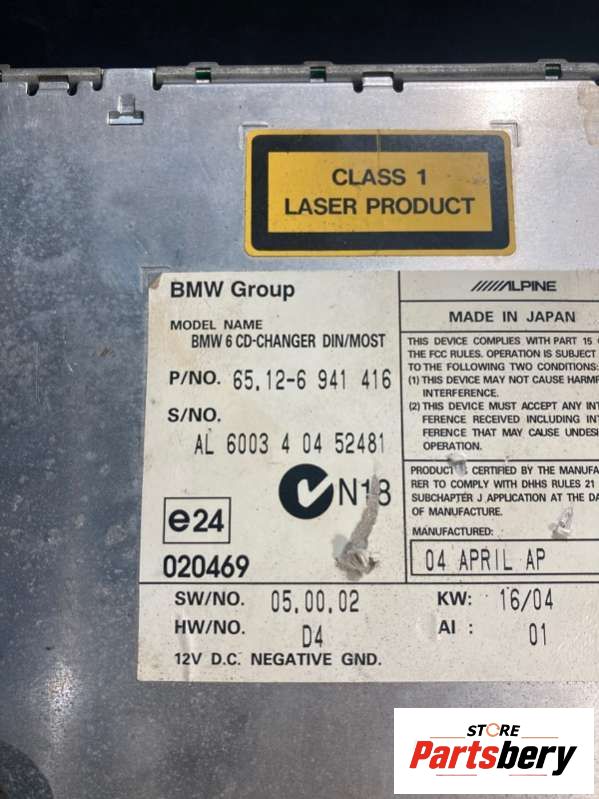 CLASS 1
LASER PRODUCT
BMW Group
MODEL NAME
BMW 6 CD-CHANGER DIN/MOST
P/NO. 65.12-6 941 416
S/NO.
AL 6003 4 04 52481
N18
e24
020469
SW/NO. 05.00.02
HW/NO. D4
12V D.C. NEGATIVE GND.
KW: 16/04
AI : 01
ALPINE
MADE IN JAPAN
THIS DEVICE COMPLIES WITH PART 15
THE FCC RULES. OPERATION IS SUBJECT
TO THE FOLLOWING TWO CONDITIONS:
(1) THIS DEVICE MAY NOT CAUSE HARMF
INTERFERENCE.
(2) THIS DEVICE MUST ACCEPT ANY INT
FERENCE RECEIVED INCLUDING IN
FERENCE THAT MAY CAUSE UNDESI
OPERATION.
PRODUCT CERTIFIED BY THE MANUFA
RER TO COMPLY WITH DHHS RULES 21
SUBCHAPTER J APPLICATION AT THE DA
OF MANUFACTURE.
MANUFACTURED:
04 APRIL AP
STORE
Partsbery